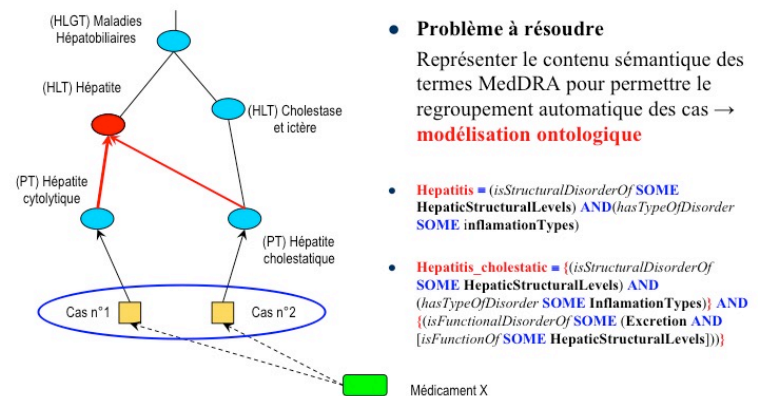 (HLGT) Maladies
Hépatobiliaires
(HLT) Hépatite
(HLT) Cholestase
et ictère
(PT) Hépatite
cytolytique
(PT) Hépatite
cholestatique
Cas n°1
Cas n°2
Médicament X
• Problème à résoudre
Représenter le contenu sémantique des
termes MedDRA pour permettre le
regroupement automatique des cas →
modélisation ontologique
• Hepatitis = (isStructuralDisorderOf SOME
HepaticStructuralLevels) AND(hasTypeOfDisorder
SOME inflamationTypes)
• Hepatitis_cholestatic = {(isStructuralDisorderOf
SOME HepaticStructuralLevels) AND
(hasTypeOfDisorder SOME InflamationTypes)} AND
{(isFunctionalDisorderOf SOME (Excretion AND
[isFunctionOf SOME HepaticStructuralLevels]))}